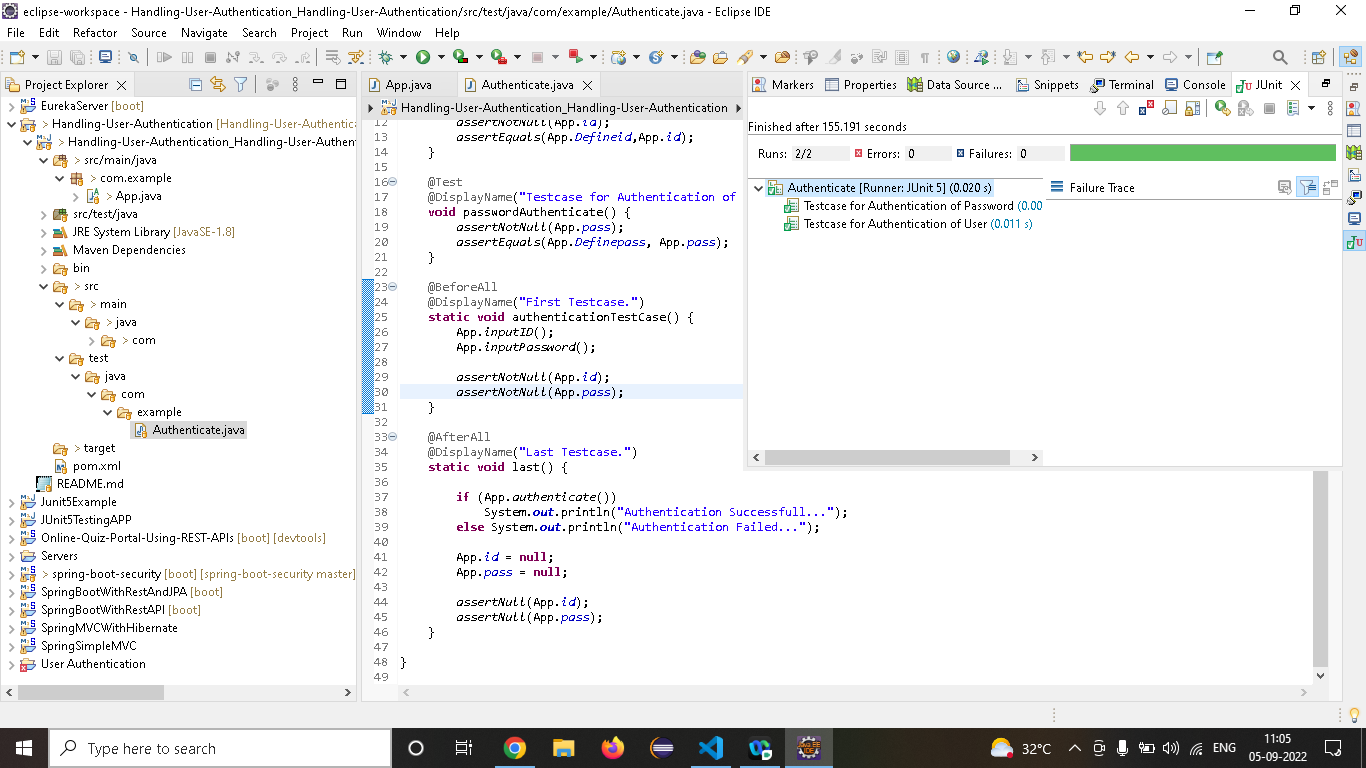 eclipse-workspace - Handling-User-Authentication_Handling-User-Authentication/src/test/java/com/example/Authenticate.java - Eclipse IDE
File Edit Refactor Source Navigate Search Project Run Window Help
Project Explorer
EurekaServer [boot]
> Handling-User-Authentication [Handling-User-Authentic
> Handling-User-Authentication_Handling-User-Authen
> src/main/java
> com.example
> App.java
src/test/java
JRE System Library [JavaSE-1.8]
Maven Dependencies
bin
> src
> main
> java
> com
test
java
com
example
Authenticate.java
> target
pom.xml
README.md
Junit5Example
JUnit5TestingAPP
Online-Quiz-Portal-Using-REST-APIs [boot] [devtools]
Servers
> spring-boot-security [boot] [spring-boot-security master]
SpringBootWithRestAndJPA [boot]
SpringBootWithRestAPI [boot]
SpringMVCWithHibernate
SpringSimpleMVC
User Authentication
App.java Authenticate.java
Handling-User-Authentication_Handling-User-Authentication
12 assertNotNull(App.id);
13 assertEquals(App.Defineid,App.id);
14 }
15
16 @Test
17 @DisplayName("Testcase for Authentication of
18 void passwordAuthenticate() {
19 assertNotNull(App.pass);
20 assertEquals(App.Definepass, App.pass);
21 }
22
23 @BeforeAll
24 @DisplayName("First Testcase.")
25 static void authenticationTestCase() {
26 App.inputID();
27 App.inputPassword();
28
29 assertNotNull(App.id);
30 assertNotNull(App.pass);
31 }
32
33 @AfterAll
34 @DisplayName("Last Testcase.")
35 static void last() {
36
37 if (App.authenticate())
38 System.out.println("Authentication Successfull...");
39 else System.out.println("Authentication Failed...");
40
41 App.id = null;
42 App.pass = null;
43
44 assertNull(App.id);
45 assertNull(App.pass);
46 }
47
48 }
49
Markers Properties Data Source ... Snippets Terminal Console JUnit
Finished after 155.191 seconds
Runs: 2/2 Errors: 0 Failures: 0
Authenticate [Runner: JUnit 5] (0.020 s)
Testcase for Authentication of Password (0.00
Testcase for Authentication of User (0.011 s)
Failure Trace
Type here to search
32°C
ENG
11:05
05-09-2022